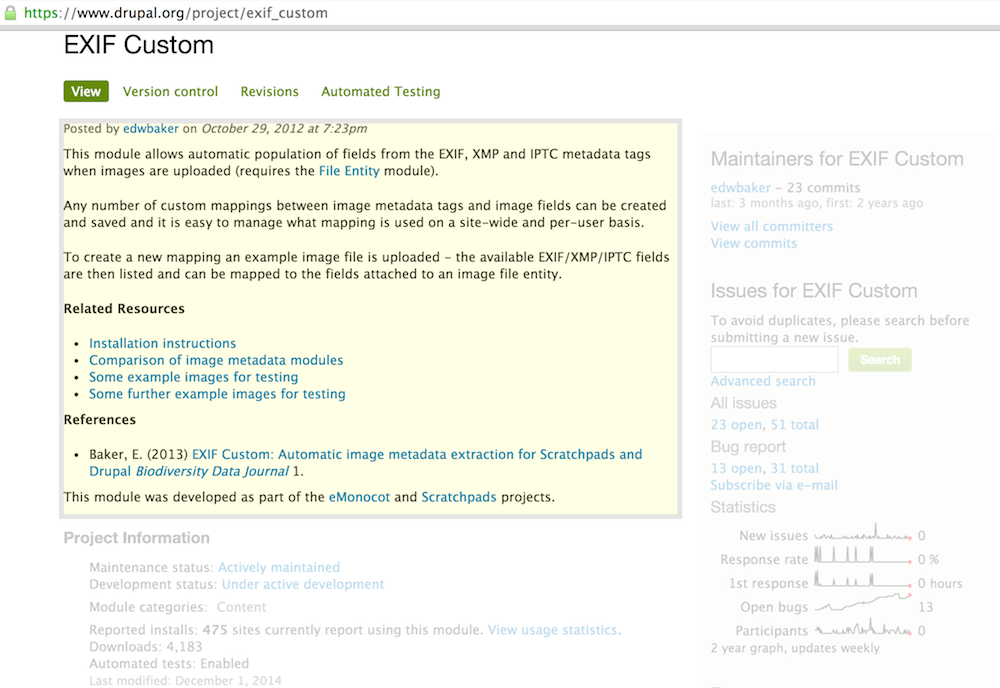 https://www.drupal.org/project/exif_custom
EXIF Custom
View Version control Revisions Automated Testing
Posted by edwbaker on October 29, 2012 at 7:23pm
This module allows automatic population of fields from the EXIF, XMP and IPTC metadata tags
when images are uploaded (requires the File Entity module).
Any number of custom mappings between image metadata tags and image fields can be created
and saved and it is easy to manage what mapping is used on a site-wide and per-user basis.
To create a new mapping an example image file is uploaded - the available EXIF/XMP/IPTC fields
are then listed and can be mapped to the fields attached to an image file entity.
Related Resources
• Installation instructions
• Comparison of image metadata modules
• Some example images for testing
• Some further example images for testing
References
• Baker, E. (2013) EXIF Custom: Automatic image metadata extraction for Scratchpads and
Drupal Biodiversity Data Journal 1.
This module was developed as part of the eMonocot and Scratchpads projects.
Project Information
Maintenance status: Actively maintained
Development status: Under active development
Module categories: Content
Reported installs: 475 sites currently report using this module. View usage statistics.
Downloads: 4,183
Automated tests: Enabled
Last modified: December 1, 2014
Maintainers for EXIF Custom
edwbaker - 23 commits
last: 3 months ago, first: 2 years ago
View all committers
View commits
Issues for EXIF Custom
To avoid duplicates, please search before
submitting a new issue.
Search
Advanced search
All issues
23 open, 51 total
Bug report
13 open, 31 total
Subscribe via e-mail
Statistics
New issues 0
Response rate 0 %
1st response 0 hours
Open bugs 13
Participants 0
2 year graph, updates weekly